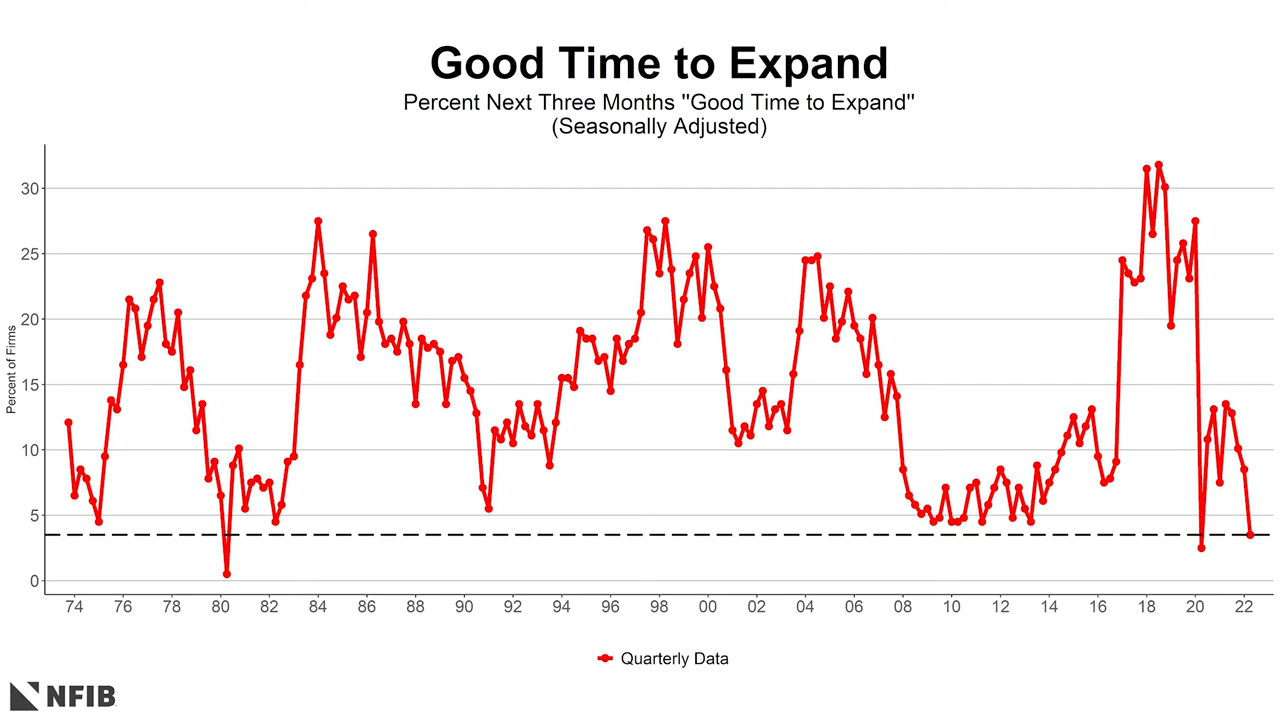 Good Time to Expand
Percent Next Three Months "Good Time to Expand"
(Seasonally Adjusted)
Percent of Firms
30
25
20
15
10
5
0
74 76 78 80 82 84 86 88 90 92 94 96 98 00 02 04 06 08 10 12 14 16 18 20 22
Quarterly Data
NFIB